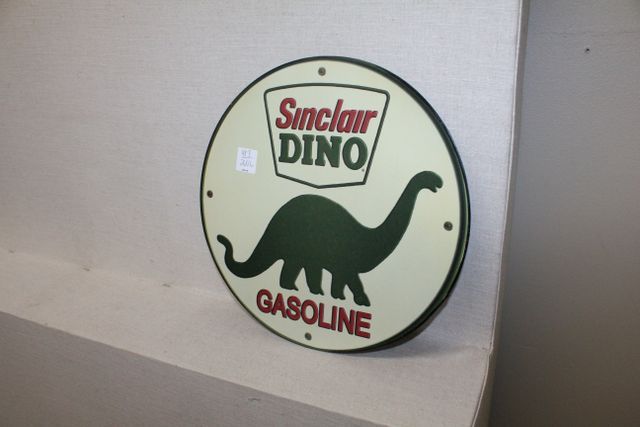 Sinclair
DINO
GASOLINE